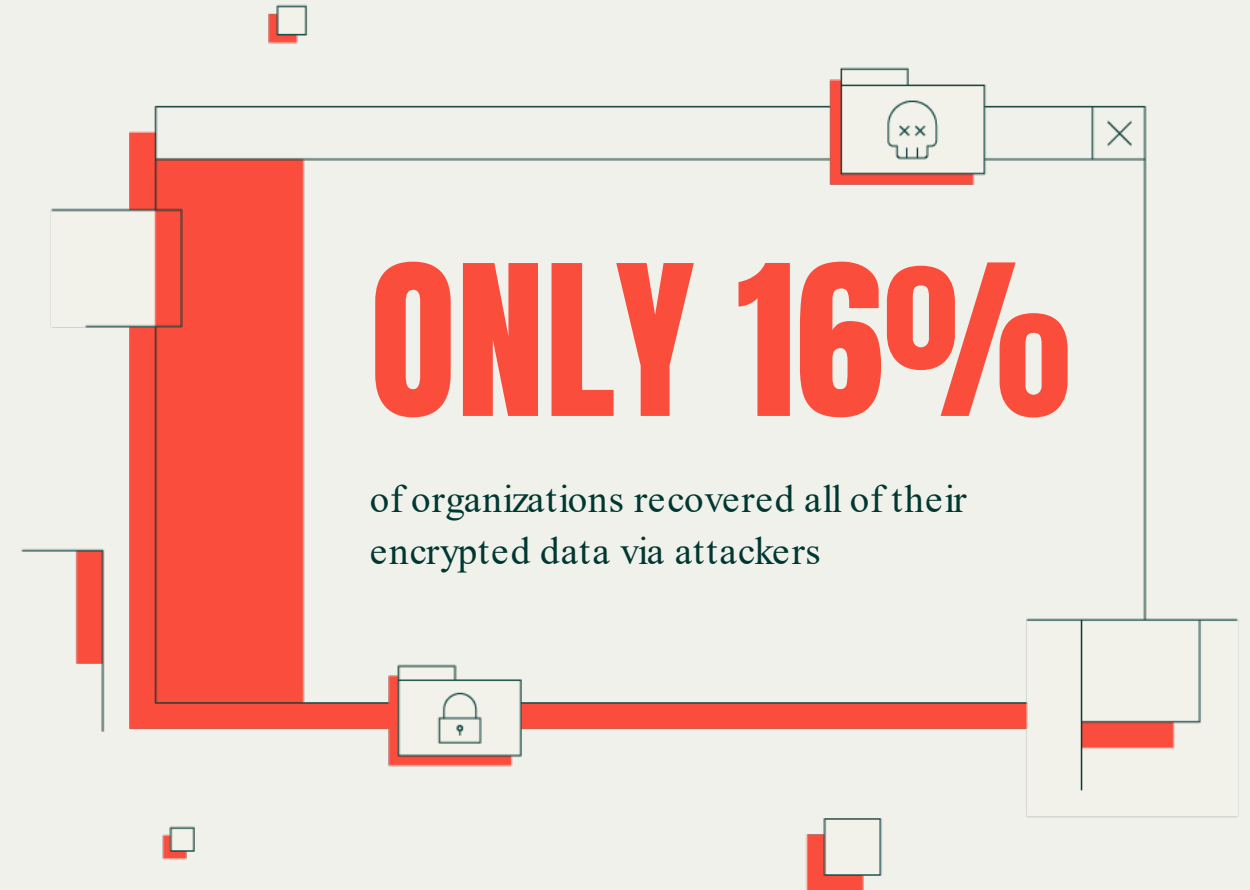 ONLY 16%
of organizations recovered all of their
encrypted data via attackers